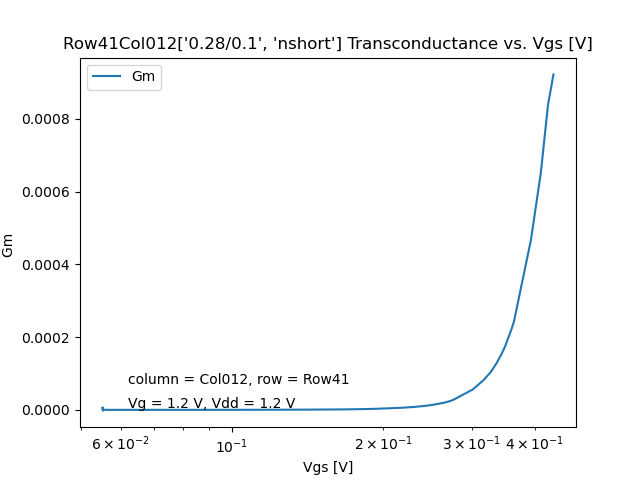 Row41Col012['0.28/0.1', 'nshort'] Transconductance vs. Vgs [V]
Gm
0.0008
0.0006
0.0004
0.0002
0.0000
Gm
column = Col012, row = Row41
Vg = 1.2 V, Vdd = 1.2 V
6 × 10⁻² 10⁻¹ 2 × 10⁻¹ 3 × 10⁻¹ 4 × 10⁻¹
Vgs [V]